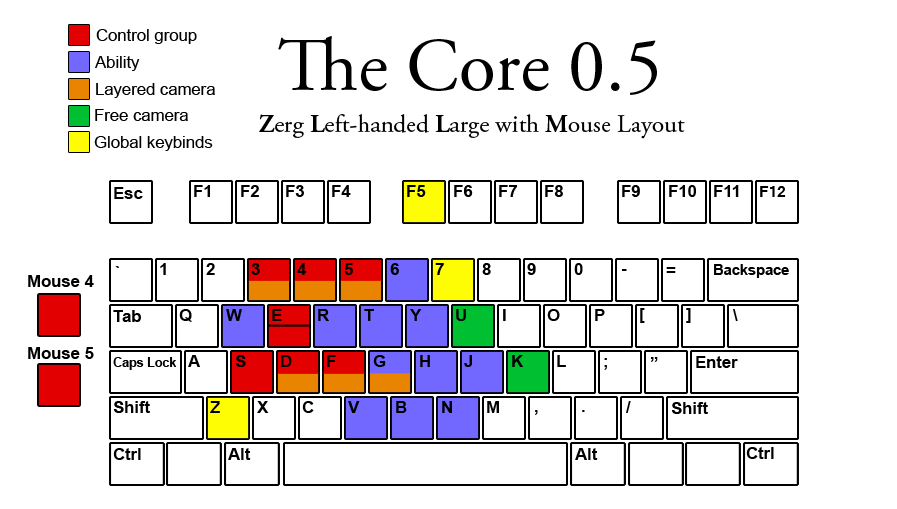 Control group
Ability
Layered camera
Free camera
Global keybinds
The Core 0.5
Zerg Left-handed Large with Mouse Layout
Esc F1 F2 F3 F4 F5 F6 F7 F8 F9 F10 F11 F12
` 1 2 3 4 5 6 7 8 9 0 - = Backspace
Mouse 4
Tab Q W E R T Y U I O P [ ] \
Mouse 5
Caps Lock A S D F G H J K L ; ” Enter
Shift Z X C V B N M , . / Shift
Ctrl Alt Alt Ctrl